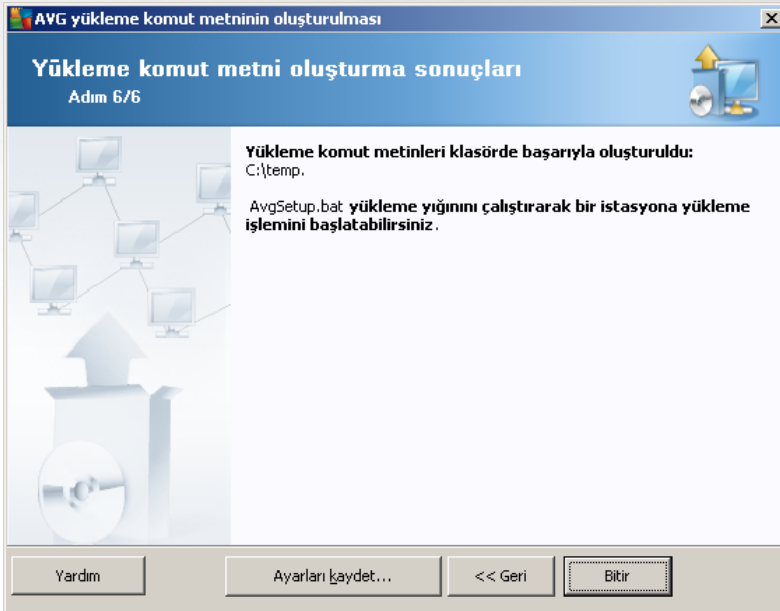 AVG yükleme komut metninin oluşturulması
Yükleme komut metni oluşturma sonuçları
Adım 6/6
Yükleme komut metinleri klasörde başarıyla oluşturuldu:
C:\temp.
AvgSetup.bat yükleme yığınını çalıştırarak bir istasyona yükleme
işlemini başlatabilirsiniz.
Yardım
Ayarları kaydet...
<< Geri
Bitir